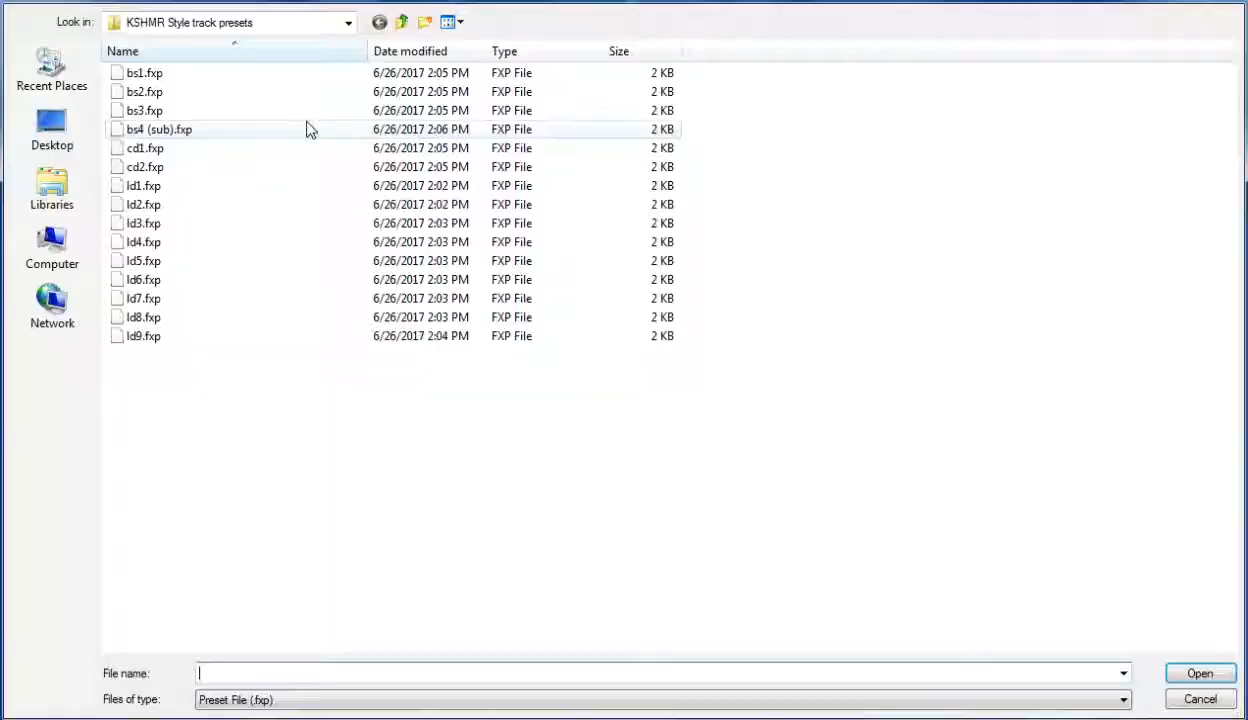 Look in: KSHMR Style track presets
Name Date modified Type Size
Recent Places
Desktop
Libraries
Computer
Network
bs1.fxp 6/26/2017 2:05 PM FXP File 2 KB
bs2.fxp 6/26/2017 2:05 PM FXP File 2 KB
bs3.fxp 6/26/2017 2:05 PM FXP File 2 KB
bs4 (sub).fxp 6/26/2017 2:06 PM FXP File 2 KB
cd1.fxp 6/26/2017 2:05 PM FXP File 2 KB
cd2.fxp 6/26/2017 2:05 PM FXP File 2 KB
ld1.fxp 6/26/2017 2:02 PM FXP File 2 KB
ld2.fxp 6/26/2017 2:02 PM FXP File 2 KB
ld3.fxp 6/26/2017 2:03 PM FXP File 2 KB
ld4.fxp 6/26/2017 2:03 PM FXP File 2 KB
ld5.fxp 6/26/2017 2:03 PM FXP File 2 KB
ld6.fxp 6/26/2017 2:03 PM FXP File 2 KB
ld7.fxp 6/26/2017 2:03 PM FXP File 2 KB
ld8.fxp 6/26/2017 2:03 PM FXP File 2 KB
ld9.fxp 6/26/2017 2:04 PM FXP File 2 KB
File name: Open
Files of type: Preset File (.fxp) Cancel